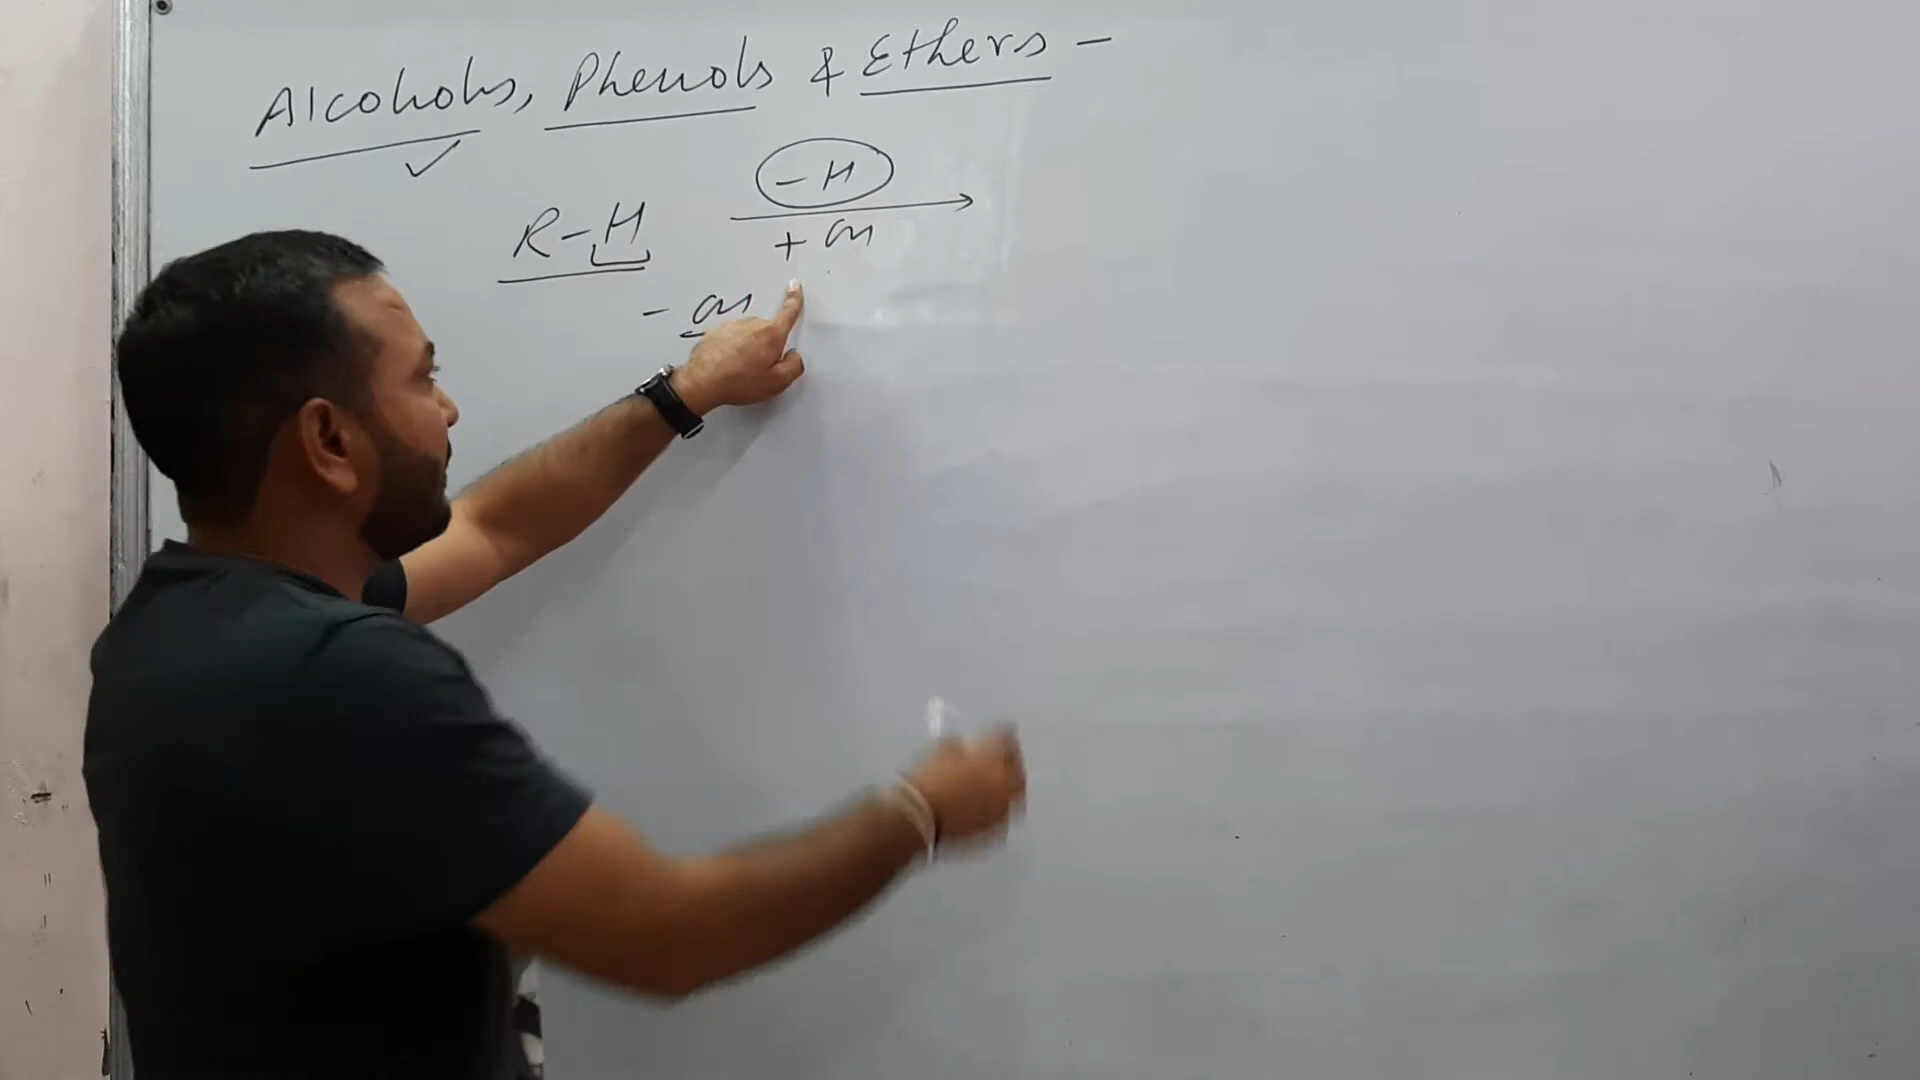 Alcohols, Phenols & Ethers -
R-H
- H
+ OH
- OH